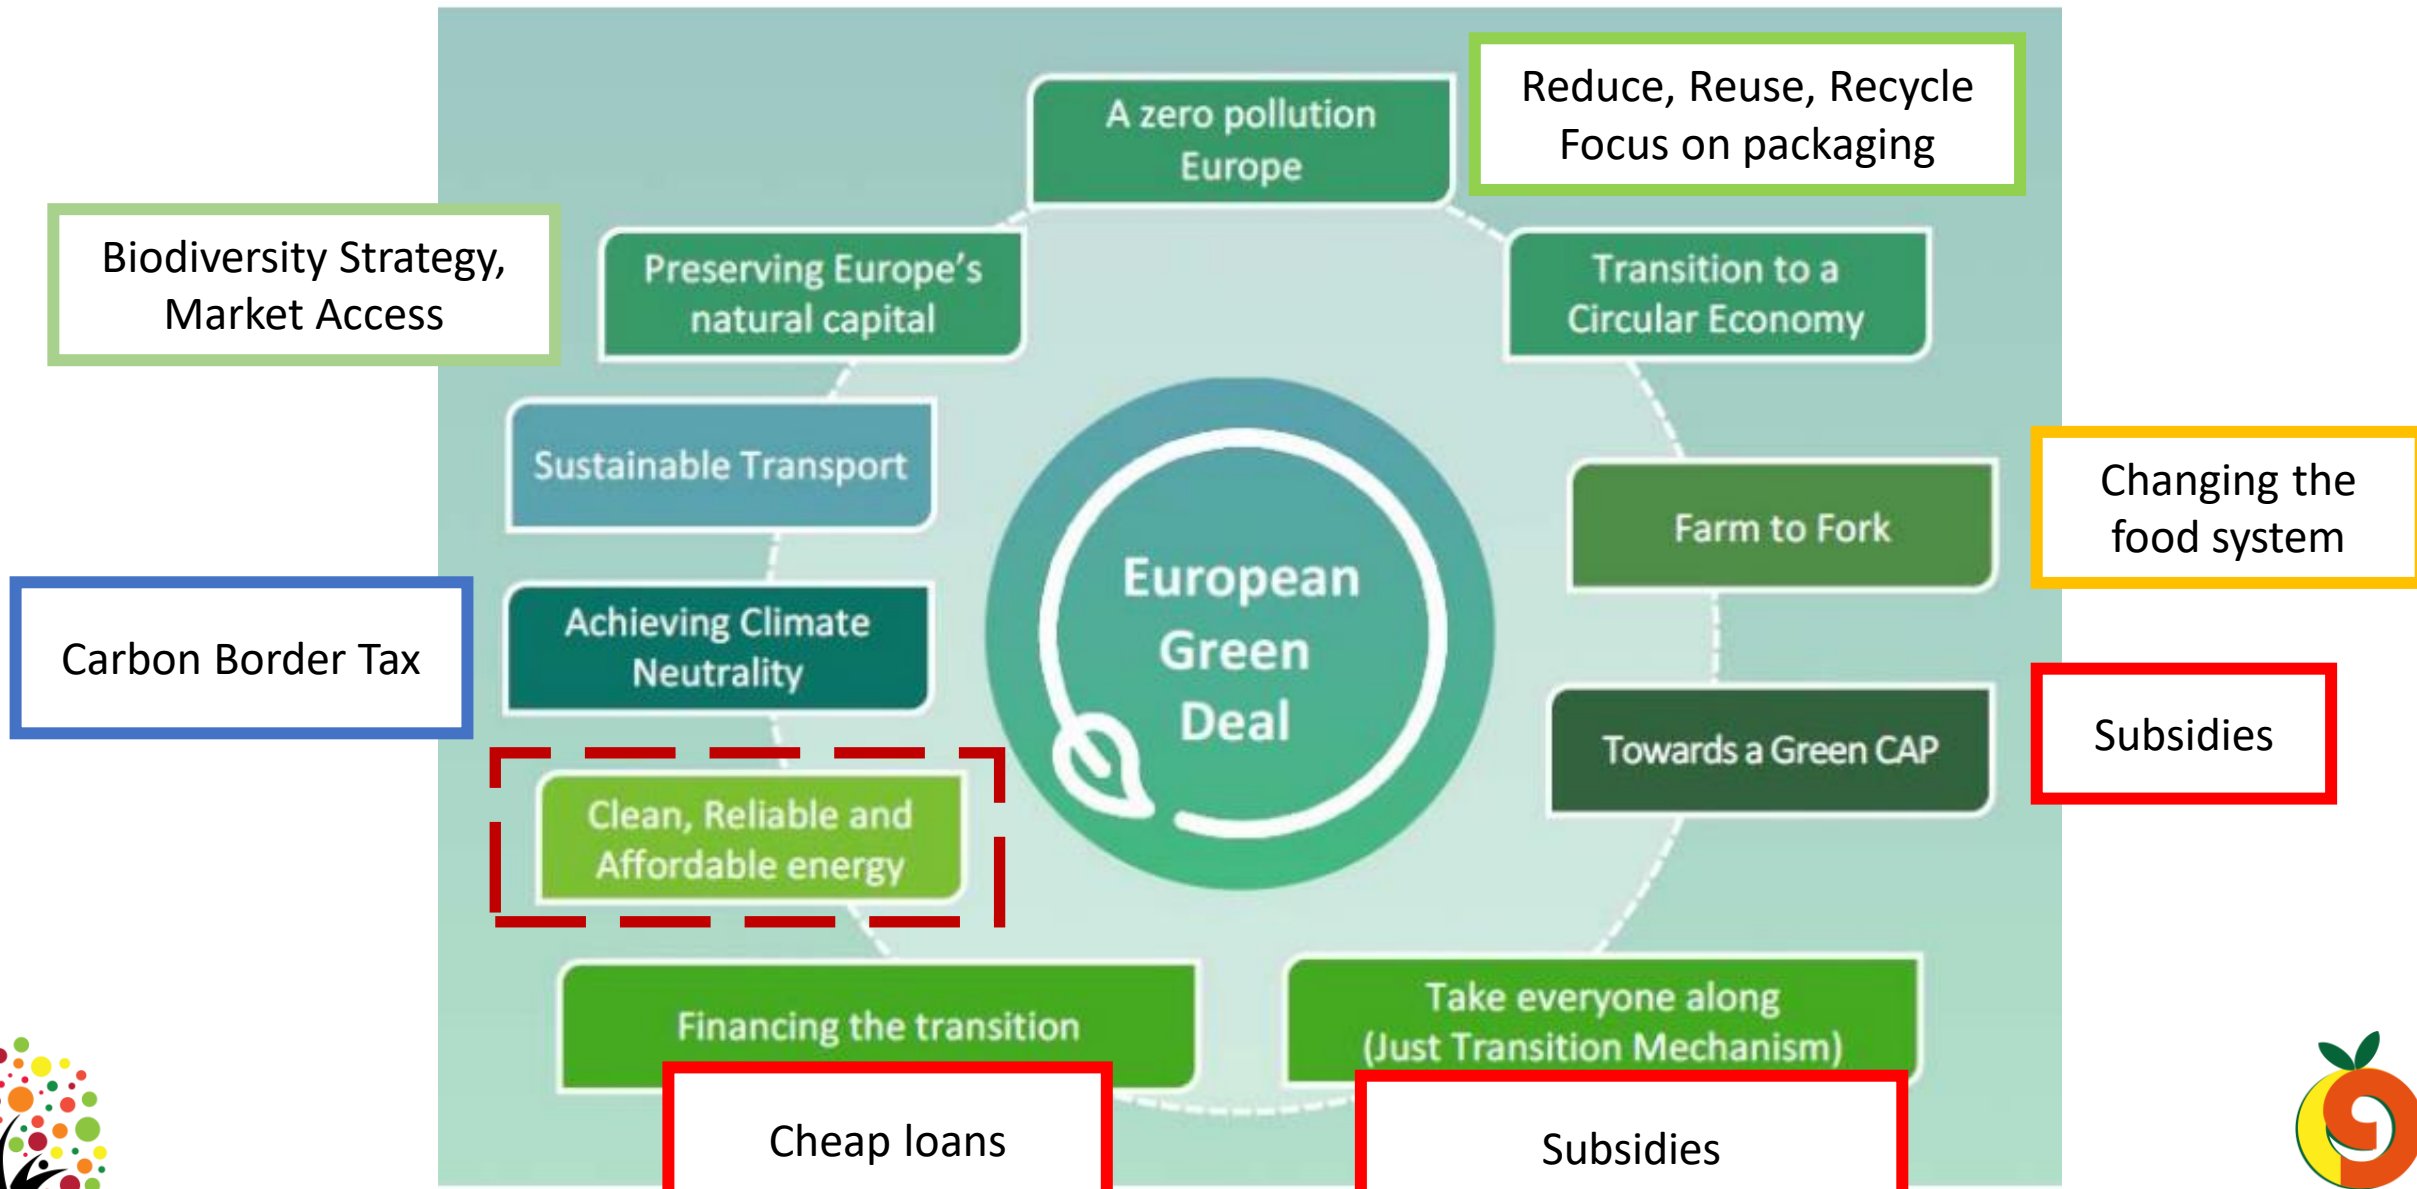 A zero pollution
Europe
Reduce, Reuse, Recycle
Focus on packaging
Biodiversity Strategy,
Market Access
Preserving Europe's
natural capital
Transition to a
Circular Economy
Sustainable Transport
Farm to Fork
Changing the
food system
European
Green
Deal
Carbon Border Tax
Achieving Climate
Neutrality
Towards a Green CAP
Subsidies
Clean, Reliable and
Affordable energy
Financing the transition
Take everyone along
(Just Transition Mechanism)
Cheap loans
Subsidies